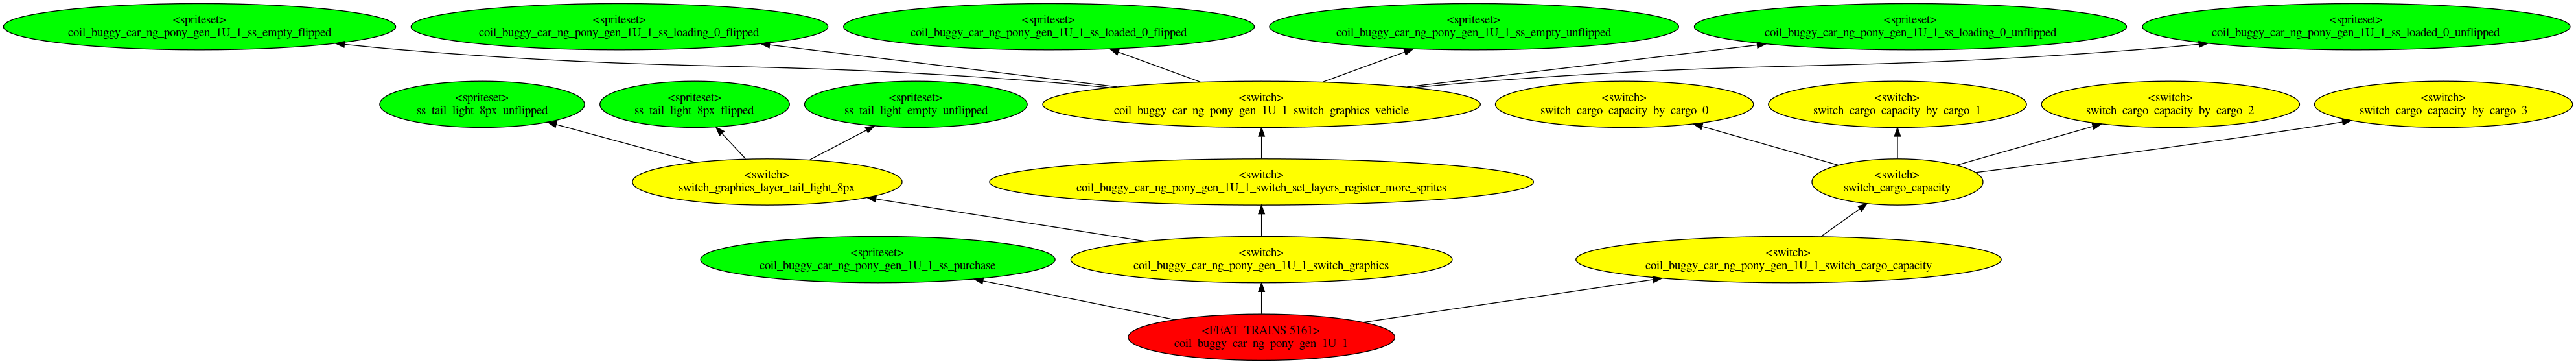 <spriteset>
coil_buggy_car_ng_pony_gen_1U_1_ss_empty_flipped
<spriteset>
coil_buggy_car_ng_pony_gen_1U_1_ss_loading_0_flipped
<spriteset>
coil_buggy_car_ng_pony_gen_1U_1_ss_loaded_0_flipped
<spriteset>
coil_buggy_car_ng_pony_gen_1U_1_ss_empty_unflipped
<spriteset>
coil_buggy_car_ng_pony_gen_1U_1_ss_loading_0_unflipped
<spriteset>
coil_buggy_car_ng_pony_gen_1U_1_ss_loaded_0_unflipped
<spriteset>
ss_tail_light_8px_unflipped
<spriteset>
ss_tail_light_8px_flipped
<spriteset>
ss_tail_light_empty_unflipped
<switch>
coil_buggy_car_ng_pony_gen_1U_1_switch_graphics_vehicle
<switch>
switch_cargo_capacity_by_cargo_0
<switch>
switch_cargo_capacity_by_cargo_1
<switch>
switch_cargo_capacity_by_cargo_2
<switch>
switch_cargo_capacity_by_cargo_3
<switch>
switch_graphics_layer_tail_light_8px
<switch>
coil_buggy_car_ng_pony_gen_1U_1_switch_set_layers_register_more_sprites
<switch>
switch_cargo_capacity
<spriteset>
coil_buggy_car_ng_pony_gen_1U_1_ss_purchase
<switch>
coil_buggy_car_ng_pony_gen_1U_1_switch_graphics
<switch>
coil_buggy_car_ng_pony_gen_1U_1_switch_cargo_capacity
<FEAT_TRAINS 5161>
coil_buggy_car_ng_pony_gen_1U_1